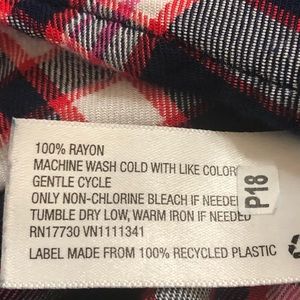 100% RAYON
MACHINE WASH COLD WITH LIKE COLOR
GENTLE CYCLE
ONLY NON-CHLORINE BLEACH IF NEEDED
TUMBLE DRY LOW, WARM IRON IF NEEDED
RN17730 VN1111341
LABEL MADE FROM 100% RECYCLED PLASTIC
P18